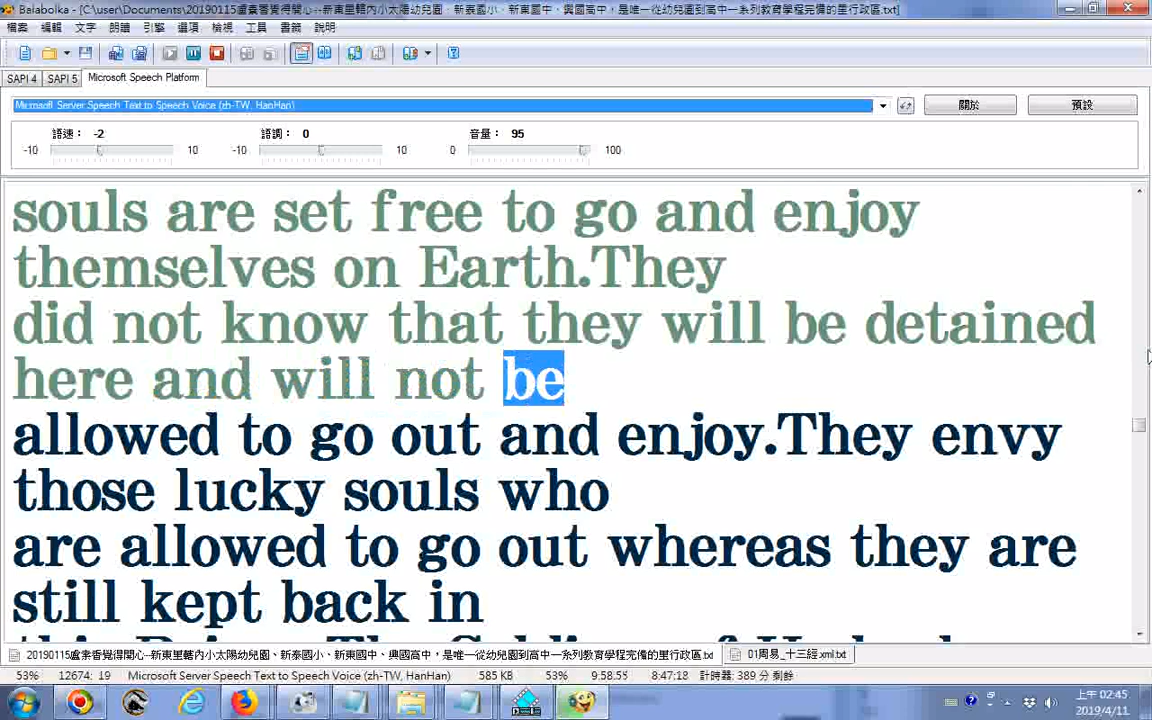 Balabolka - [C:\user\Documents\20190115盧素香覺得開心--新東里轄內小太陽幼兒園、新泰國小、新東國中、興國高中，是唯一從幼兒園到高中一系列教育學程完備的里行政區.txt]
檔案 編輯 文字 朗讀 引擎 選項 檢視 工具 書籤 說明
SAPI 4 SAPI 5 Microsoft Speech Platform
Microsoft Server Speech Text to Speech Voice (zh-TW, HanHan) 關於 預設
語速： -2 語調： 0 音量： 95
-10 10 -10 10 0 100
souls are set free to go and enjoy
themselves on Earth.They
did not know that they will be detained
here and will not be
allowed to go out and enjoy.They envy
those lucky souls who
are allowed to go out whereas they are
still kept back in
20190115盧素香覺得開心--新東里轄內小太陽幼兒園、新泰國小、新東國中、興國高中，是唯一從幼兒園到高中一系列教育學程完備的里行政區.txt 01周易_十三經.xml.txt
53% 12674: 19 Microsoft Server Speech Text to Speech Voice (zh-TW, HanHan) 585 KB 53% 9:58:55 8:47:18 計時器: 389 分 剩餘
上午 02:45
2019/4/11